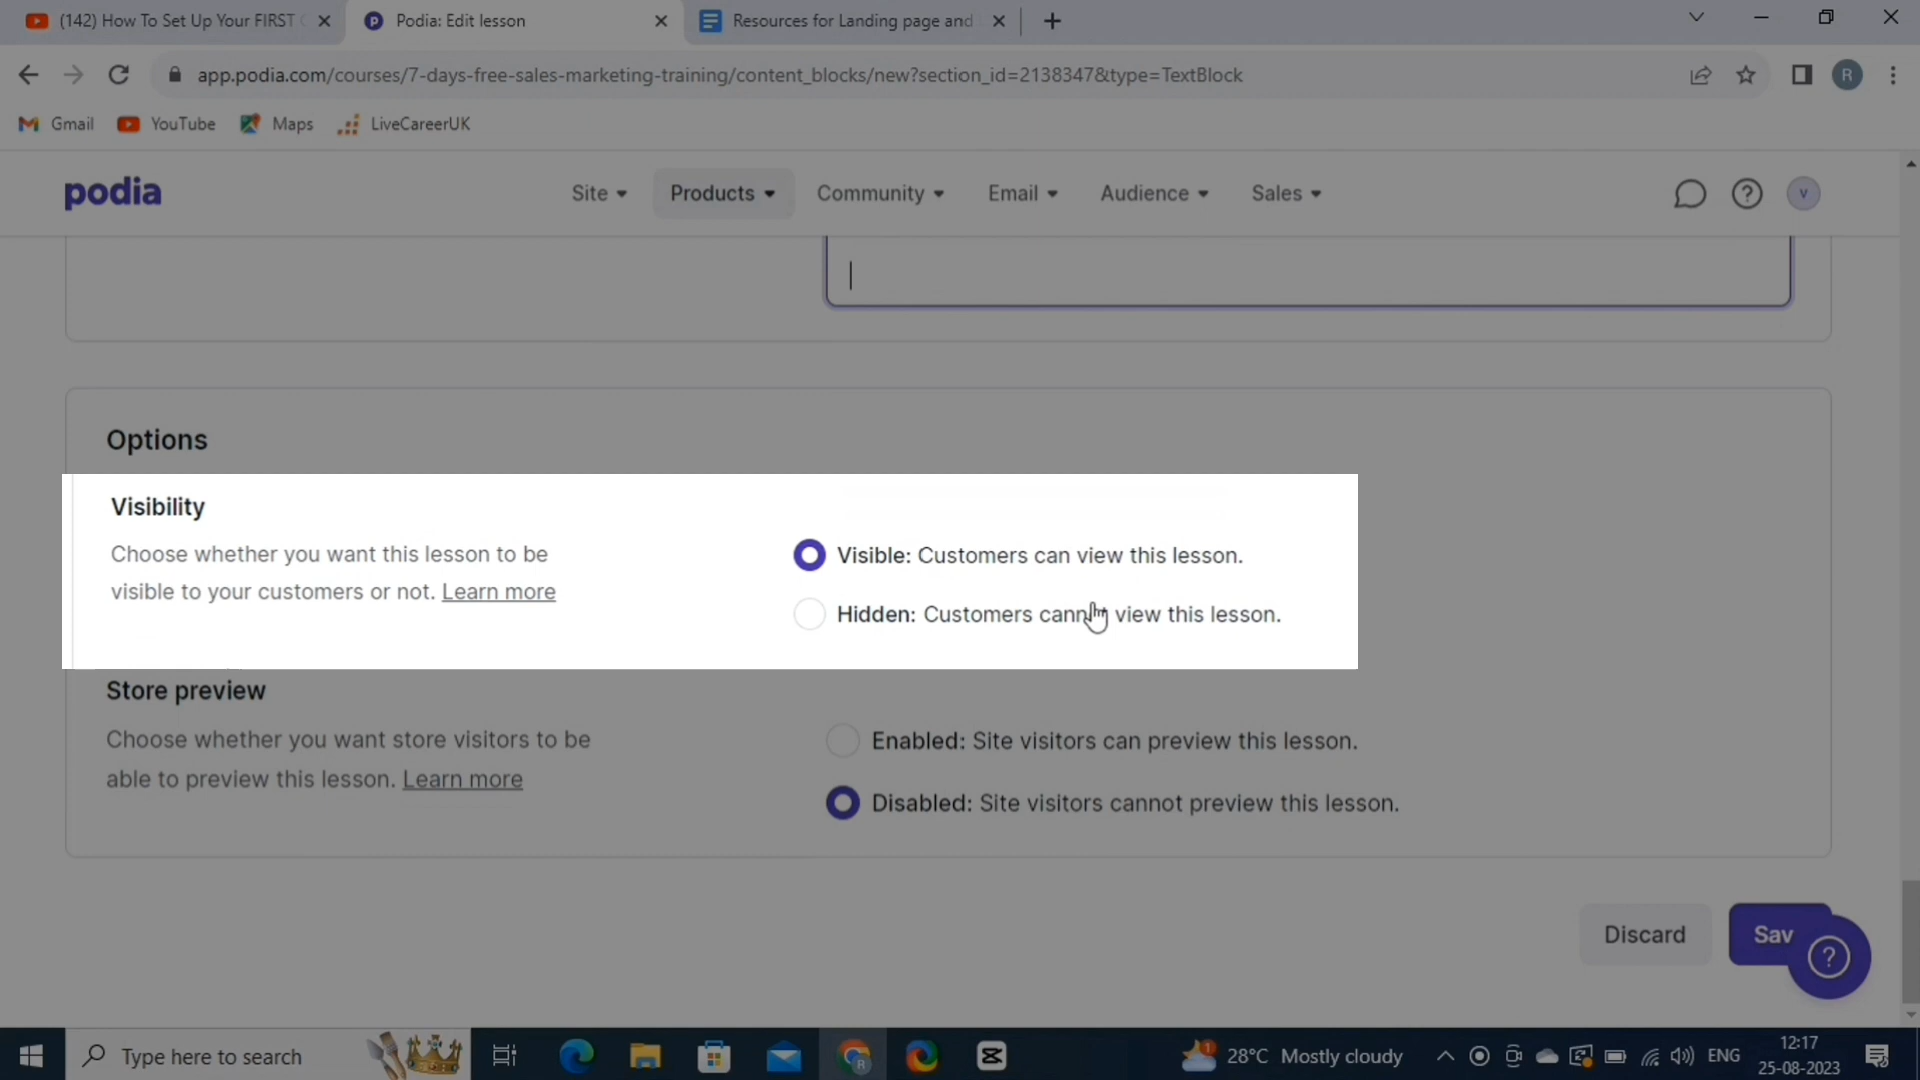 (142) How To Set Up Your FIRST
Podia: Edit lesson
Resources for Landing page and
app.podia.com/courses/7-days-free-sales-marketing-training/content_blocks/new?section_id=2138347&type=TextBlock
R
Gmail
YouTube
Maps
LiveCareerUK
podia
Site
Products
Community
Email
Audience
Sales
V
Options
Visibility
Choose whether you want this lesson to be
visible to your customers or not. Learn more
Visible: Customers can view this lesson.
Hidden: Customers cannot view this lesson.
Store preview
Choose whether you want store visitors to be
able to preview this lesson. Learn more
Enabled: Site visitors can preview this lesson.
Disabled: Site visitors cannot preview this lesson.
Discard
Sav
Type here to search
28°C Mostly cloudy
ENG
12:17
25-08-2023